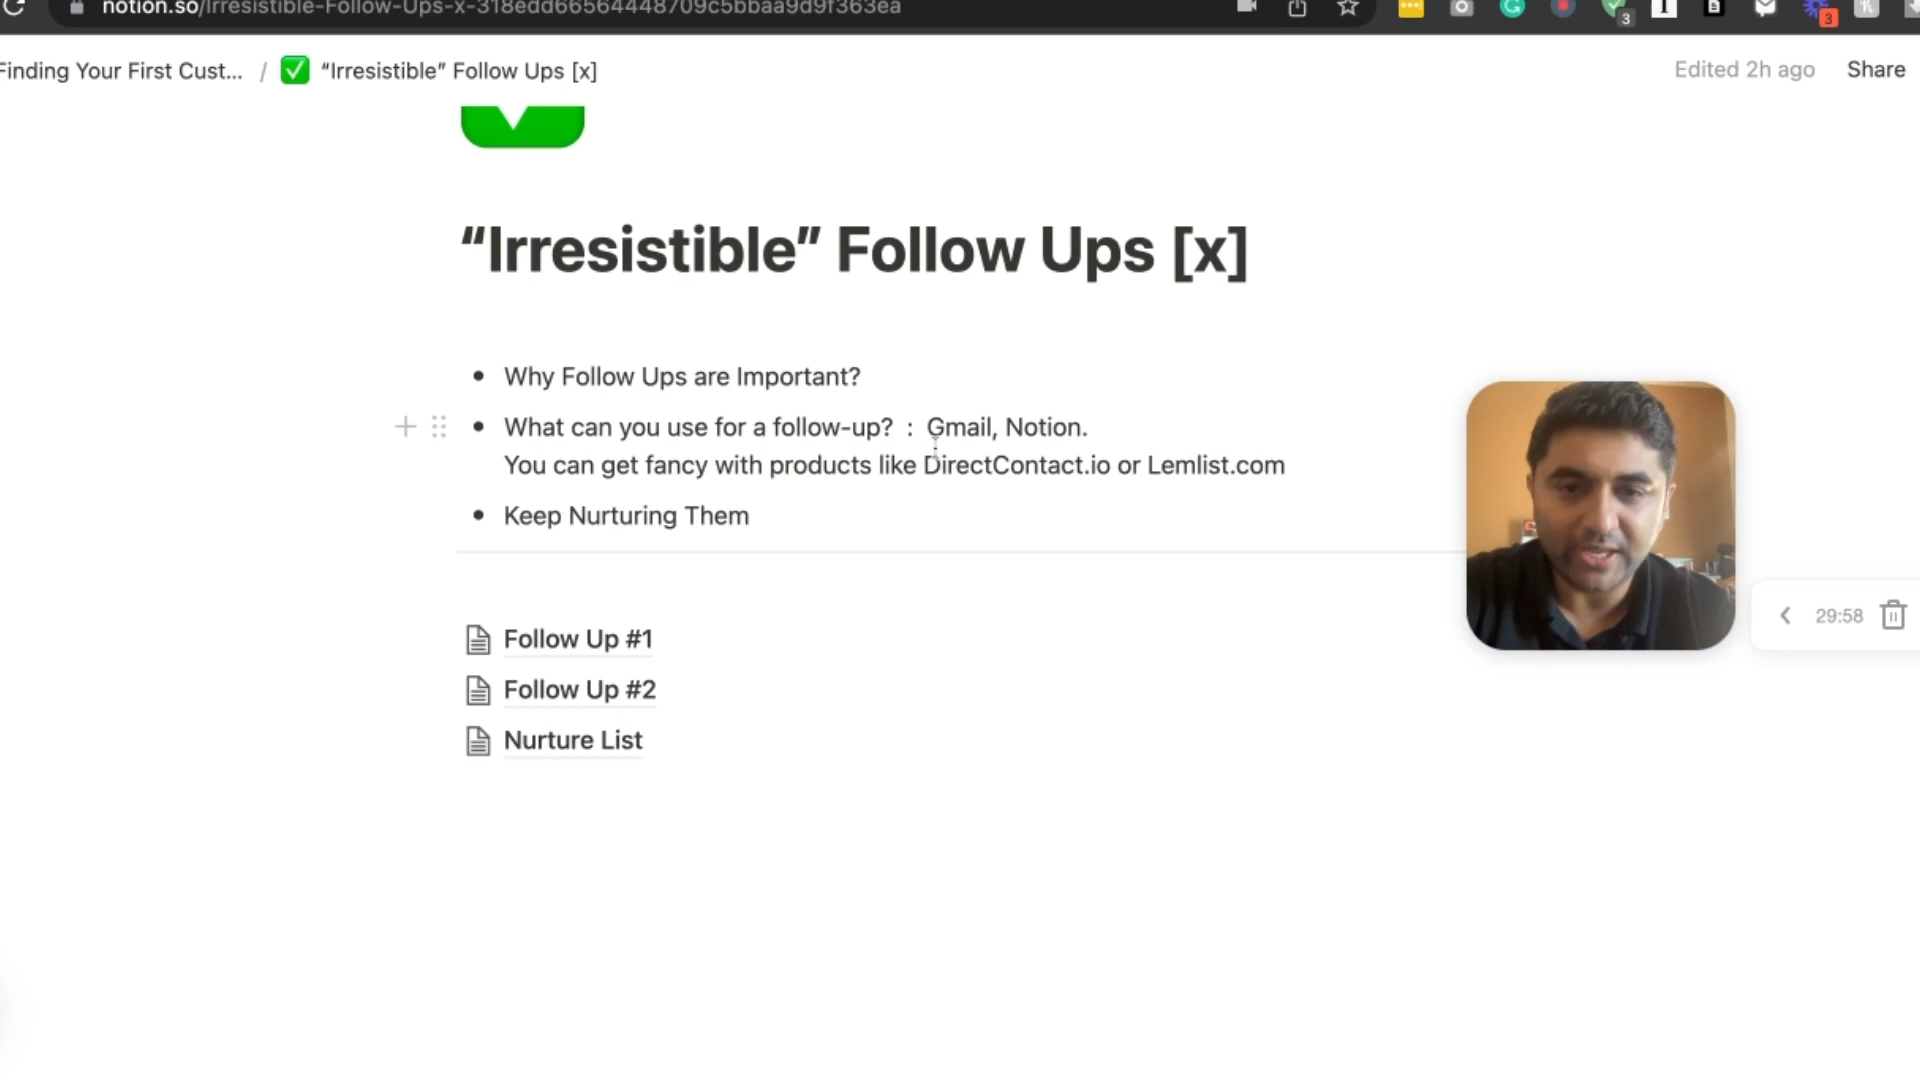 notion.so/Irresistible-Follow-Ups-x-318edd66564448709c5bbaa9d9f363ea
3
3
Finding Your First Cust... / “Irresistible” Follow Ups [x]
Edited 2h ago
Share
“Irresistible” Follow Ups [x]
• Why Follow Ups are Important?
• What can you use for a follow-up? : Gmail, Notion.
You can get fancy with products like DirectContact.io or Lemlist.com
• Keep Nurturing Them
29:58
Follow Up #1
Follow Up #2
Nurture List